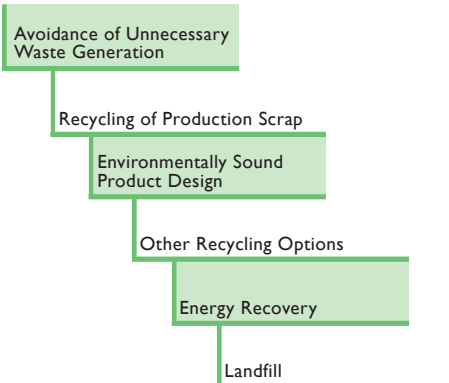 Avoidance of Unnecessary
Waste Generation
Recycling of Production Scrap
Environmentally Sound
Product Design
Other Recycling Options
Energy Recovery
Landfill